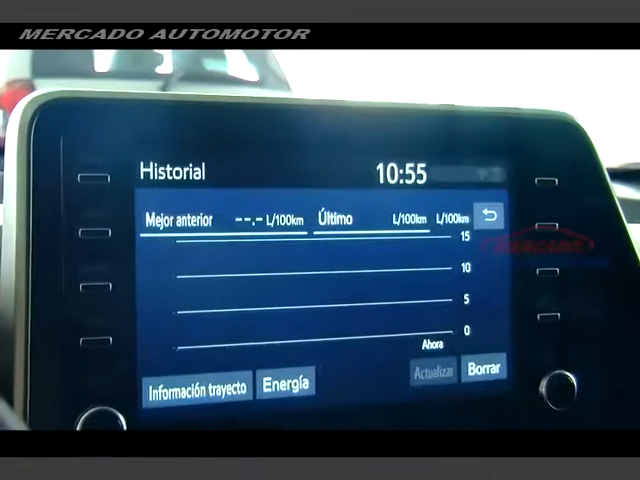 MERCADO AUTOMOTOR
Historial 10:55
Mejor anterior --.- L/100km Último L/100km L/100km
15
10
5
0
Ahora
Información trayecto Energía Actualizar Borrar
MERCADO